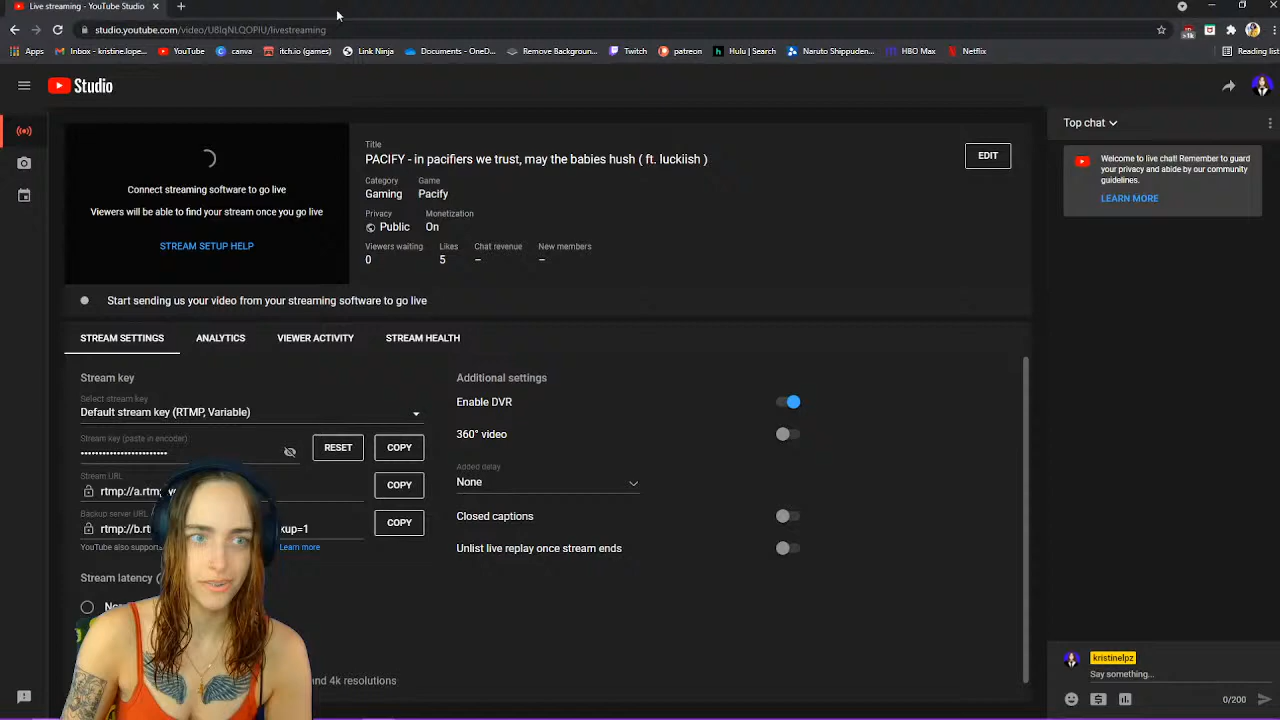 Live streaming - YouTube Studio
studio.youtube.com/video/U8IqNLQOPIU/livestreaming
Apps Inbox - kristine.lope... YouTube canva itch.io (games) Link Ninja Documents - OneD... Remove Background... Twitch patreon Hulu | Search Naruto Shippuden... HBO Max Netflix Reading list
Studio
Connect streaming software to go live
Viewers will be able to find your stream once you go live
STREAM SETUP HELP
Title
PACIFY - in pacifiers we trust, may the babies hush ( ft. luckiish )
EDIT
Category Game
Gaming Pacify
Privacy Monetization
Public On
Viewers waiting Likes Chat revenue New members
0 5 – –
Start sending us your video from your streaming software to go live
STREAM SETTINGS ANALYTICS VIEWER ACTIVITY STREAM HEALTH
Stream key
Select stream key
Default stream key (RTMP, Variable)
Stream key (paste in encoder)
••••••••••••••••••••••••
RESET COPY
Stream URL
rtmp://a.rtm
COPY
Backup server URL
rtmp://b.rt kup=1
COPY
YouTube also supports Learn more
Stream latency
and 4k resolutions
Additional settings
Enable DVR
360° video
Added delay
None
Closed captions
Unlist live replay once stream ends
Top chat
Welcome to live chat! Remember to guard
your privacy and abide by our community
guidelines.
LEARN MORE
kristinelpz
Say something...
0/200